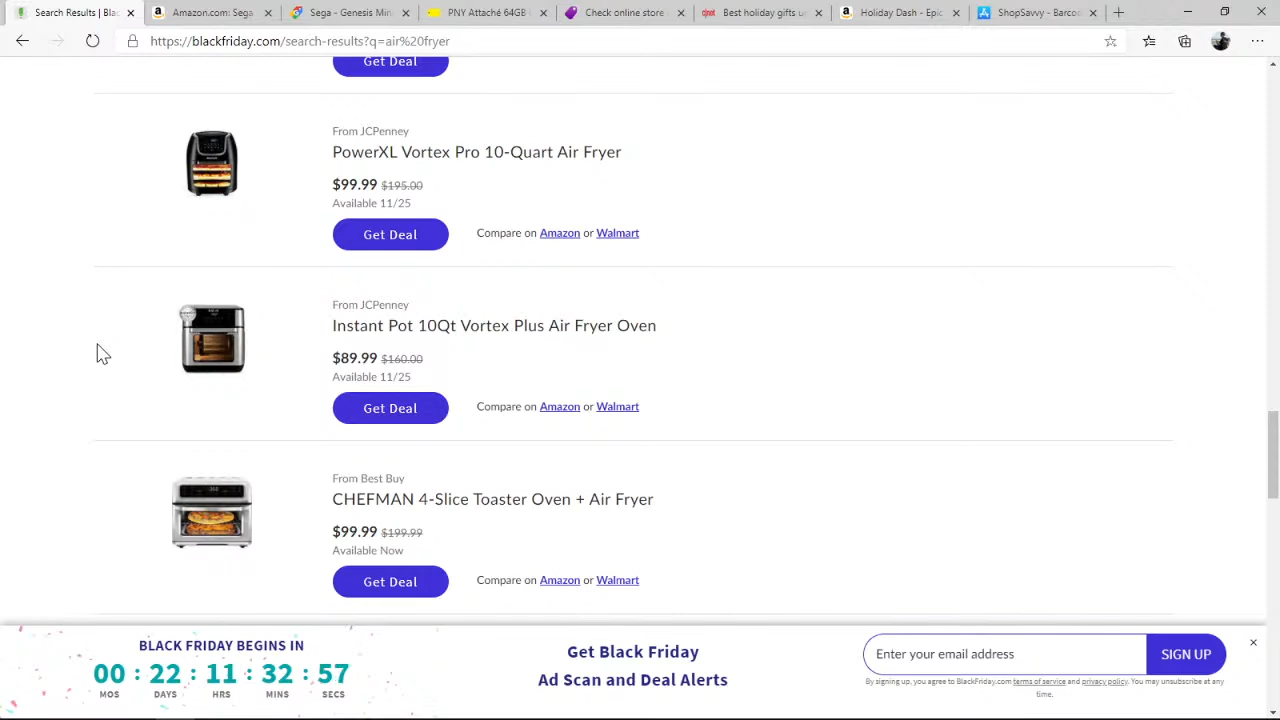 Search Results | Blackf
Amazon.com: Sega
Sega - Genesis Mini
PNY Attache 64GB
Check online store
Best holiday gifts un
Friday Dash - Epic
ShopSavvy - Barcod
https://blackfriday.com/search-results?q=air%20fryer
Get Deal
From JCPenney
PowerXL Vortex Pro 10-Quart Air Fryer
$99.99 $195.00
Available 11/25
Get Deal
Compare on Amazon or Walmart
From JCPenney
Instant Pot 10Qt Vortex Plus Air Fryer Oven
$89.99 $160.00
Available 11/25
Get Deal
Compare on Amazon or Walmart
From Best Buy
CHEFMAN 4-Slice Toaster Oven + Air Fryer
$99.99 $199.99
Available Now
Get Deal
Compare on Amazon or Walmart
BLACK FRIDAY BEGINS IN
00 : 22 : 11 : 32 : 57
MOS DAYS HRS MINS SECS
Get Black Friday
Ad Scan and Deal Alerts
Enter your email address
SIGN UP
By signing up, you agree to BlackFriday.com terms of service and privacy policy. You may unsubscribe at any
time.